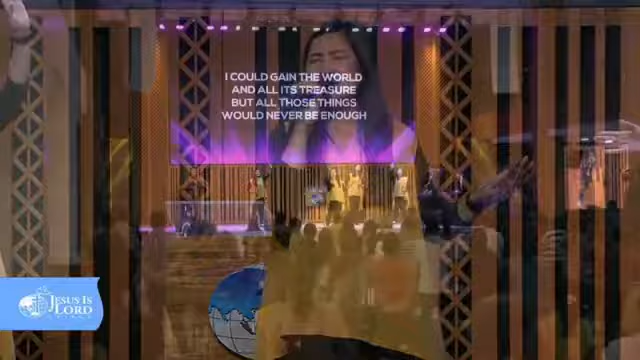 I COULD GAIN THE WORLD
AND ALL ITS TREASURE
BUT ALL THOSE THINGS
WOULD NEVER BE ENOUGH
JESUS IS
LORD